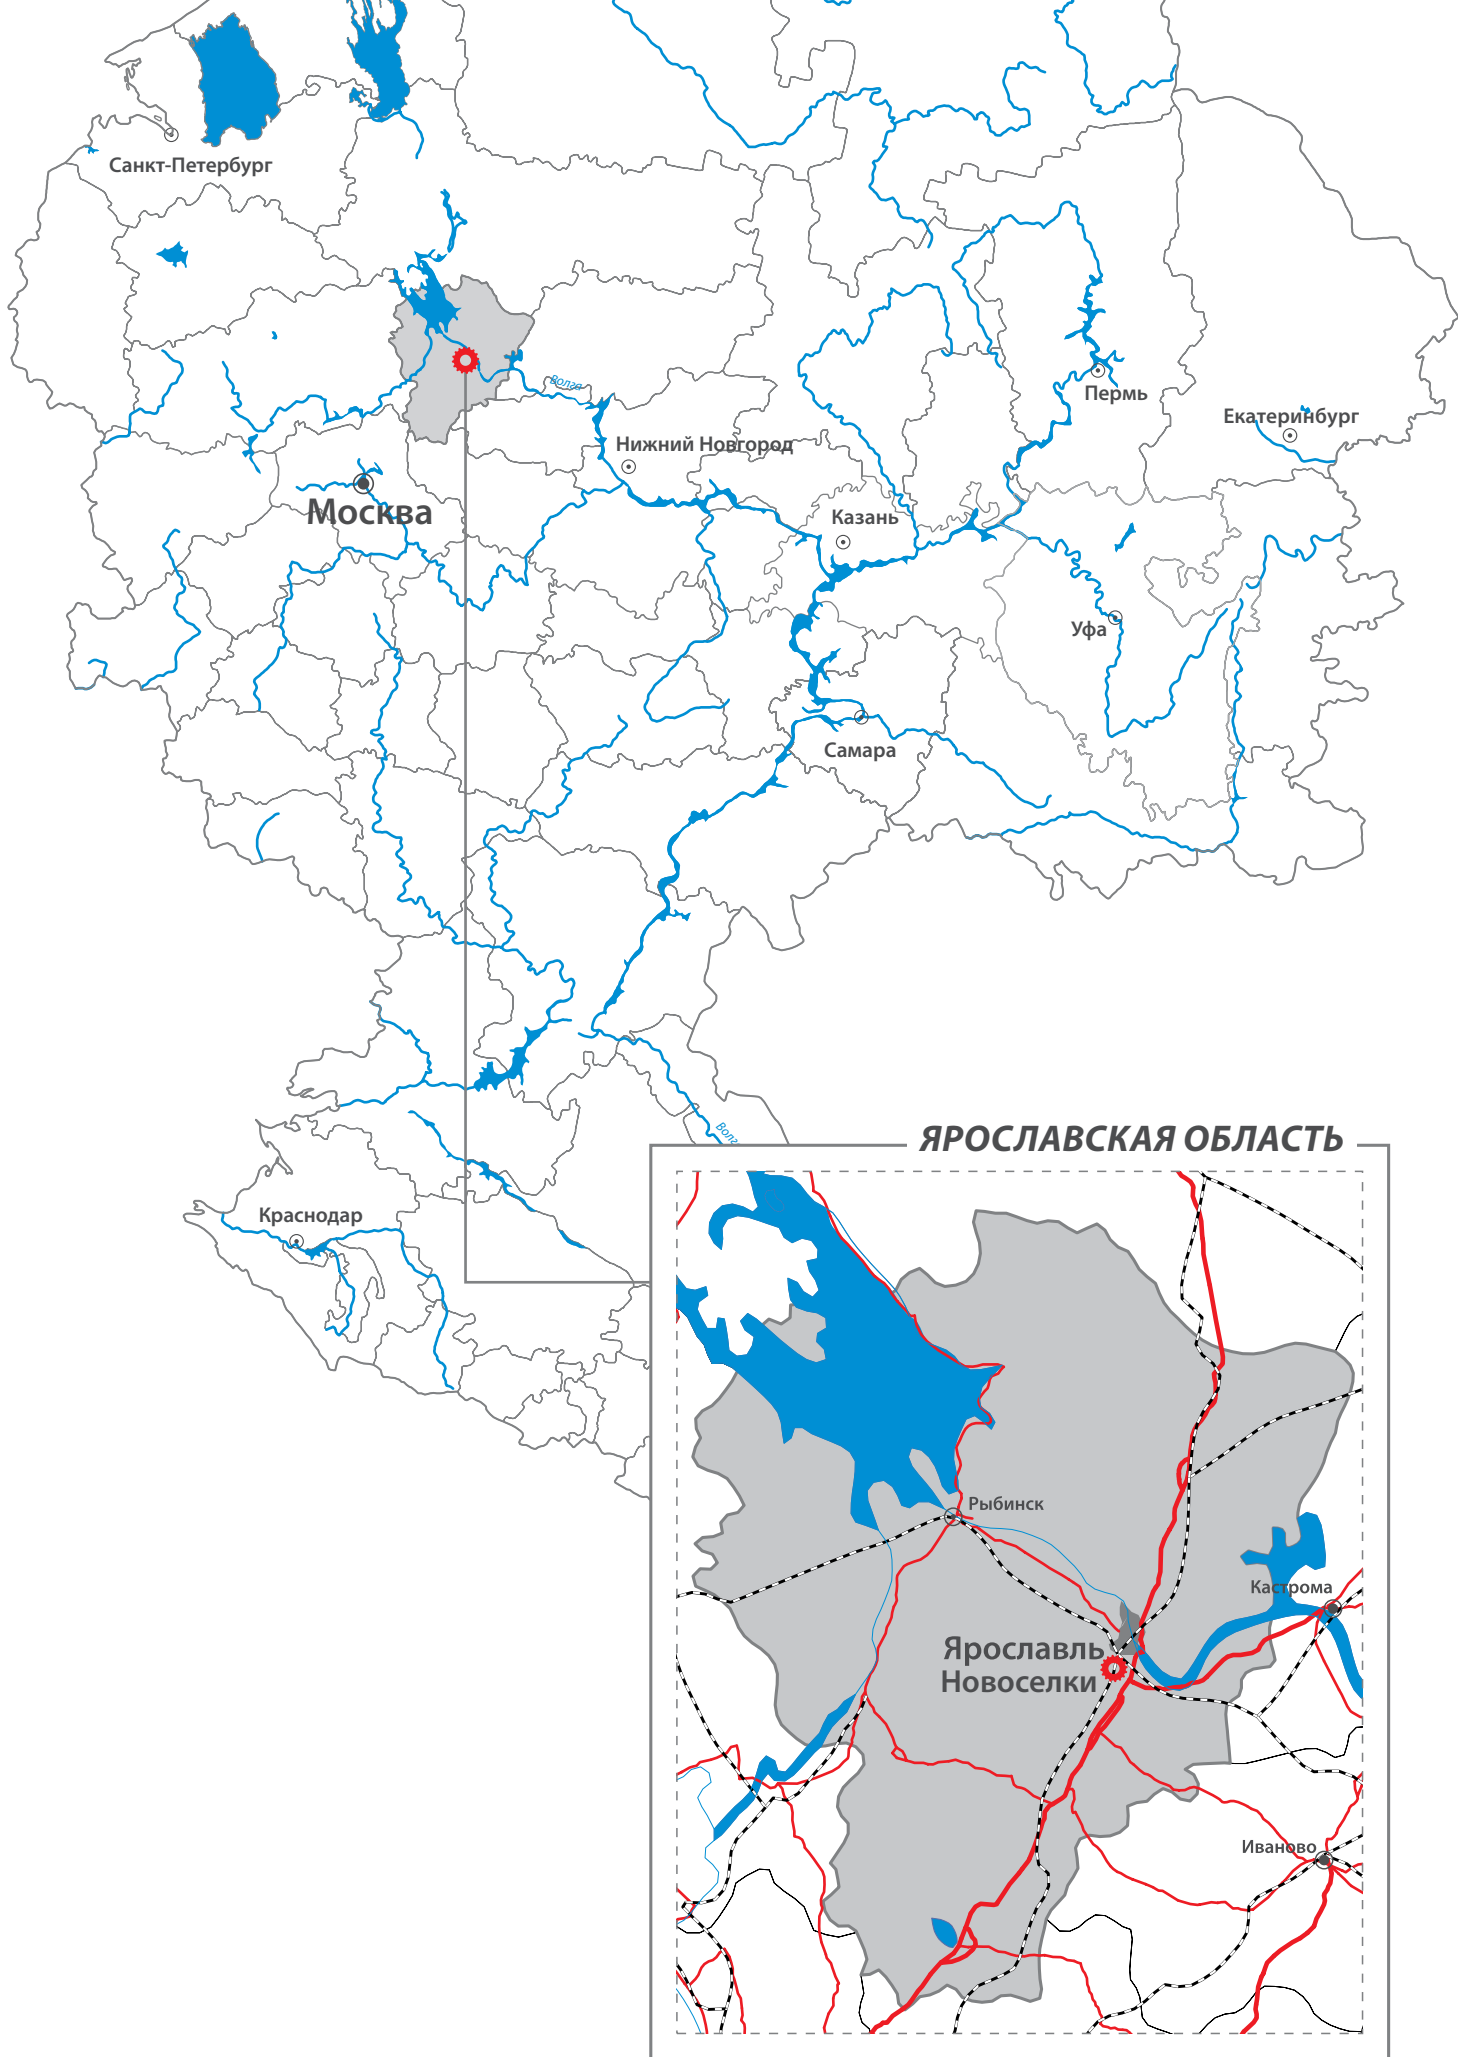 Санкт-Петербург
Волга
Пермь
Екатеринбург
Нижний Новгород
Москва
Казань
Уфа
Самара
Волга
ЯРОСЛАВСКАЯ ОБЛАСТЬ
Краснодар
Рыбинск
Кастрома
Ярославль
Новоселки
Иваново